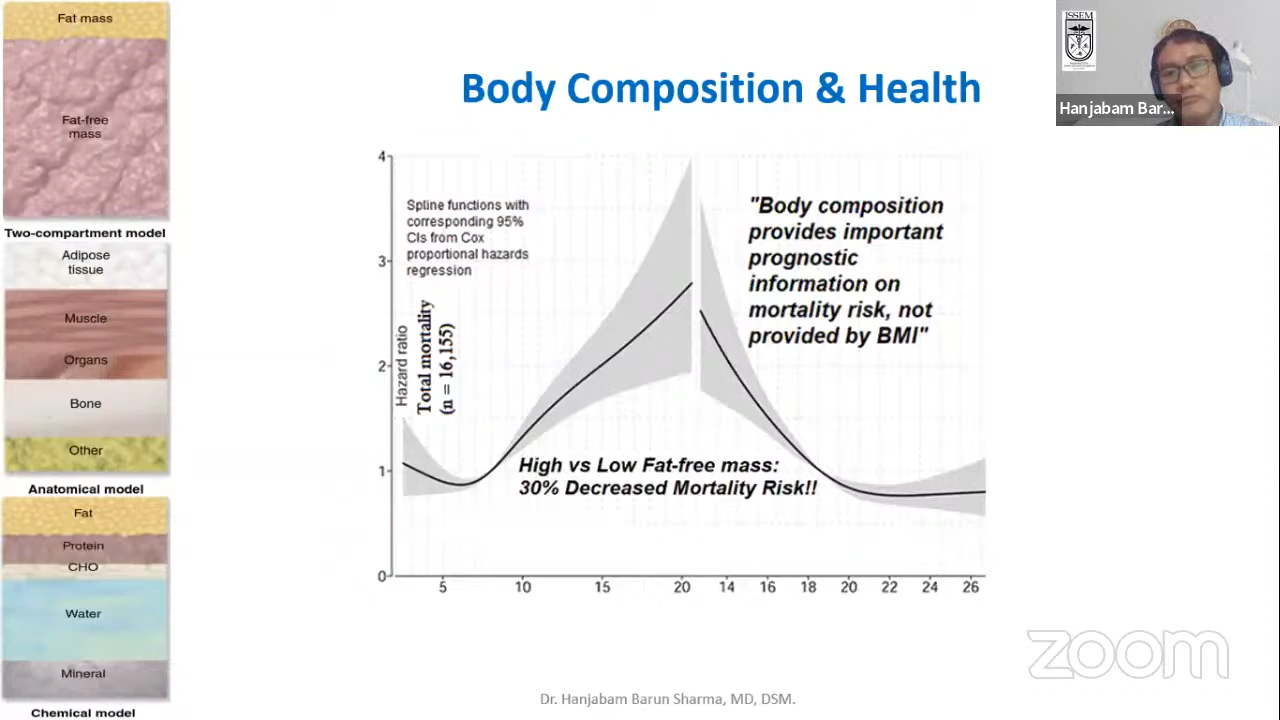 Fat mass
Fat-free
mass
Two-compartment model
Adipose
tissue
Muscle
Organs
Bone
Other
Anatomical model
Fat
Protein
CHO
Water
Mineral
Chemical model
Body Composition & Health
4
3
2
1
0
Spline functions with
corresponding 95%
CIs from Cox
proportional hazards
regression
Hazard ratio
Total mortality
(n = 16,155)
"Body composition
provides important
prognostic
information on
mortality risk, not
provided by BMI"
High vs Low Fat-free mass:
30% Decreased Mortality Risk!!
5 10 15 20 14 16 18 20 22 24 26
Dr. Hanjabam Barun Sharma, MD, DSM.
ISSEM
Hanjabam Bar...
zoom